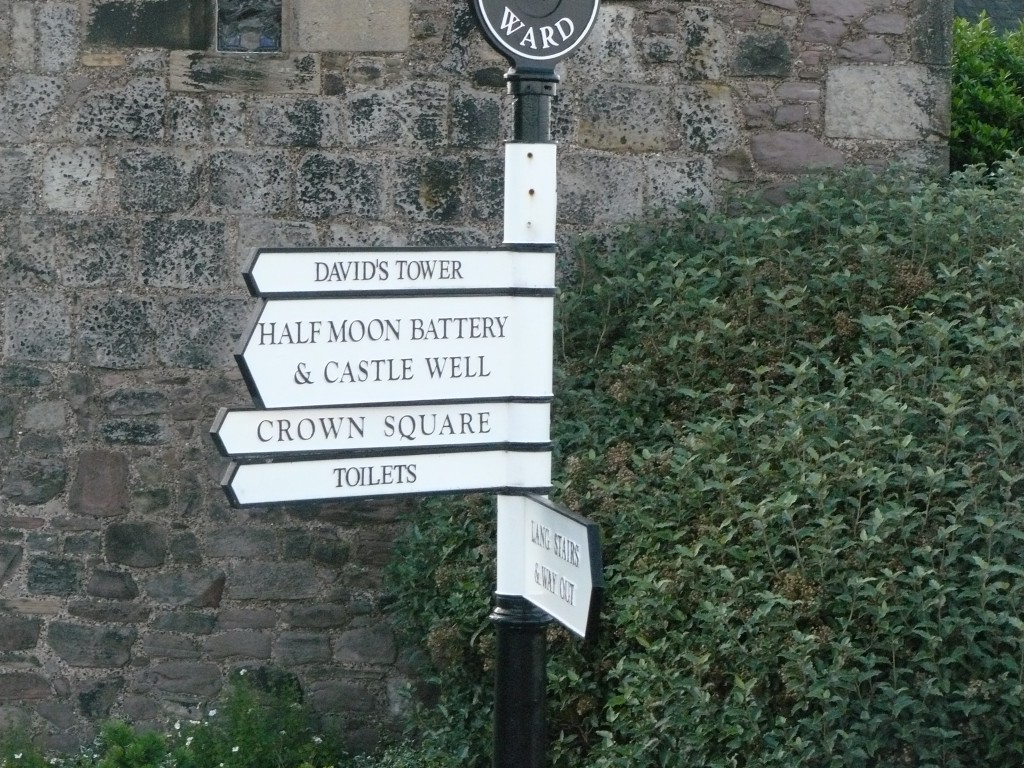 WARD
DAVID'S TOWER
HALF MOON BATTERY
& CASTLE WELL
CROWN SQUARE
TOILETS
LANG STAIRS
& WAY OUT